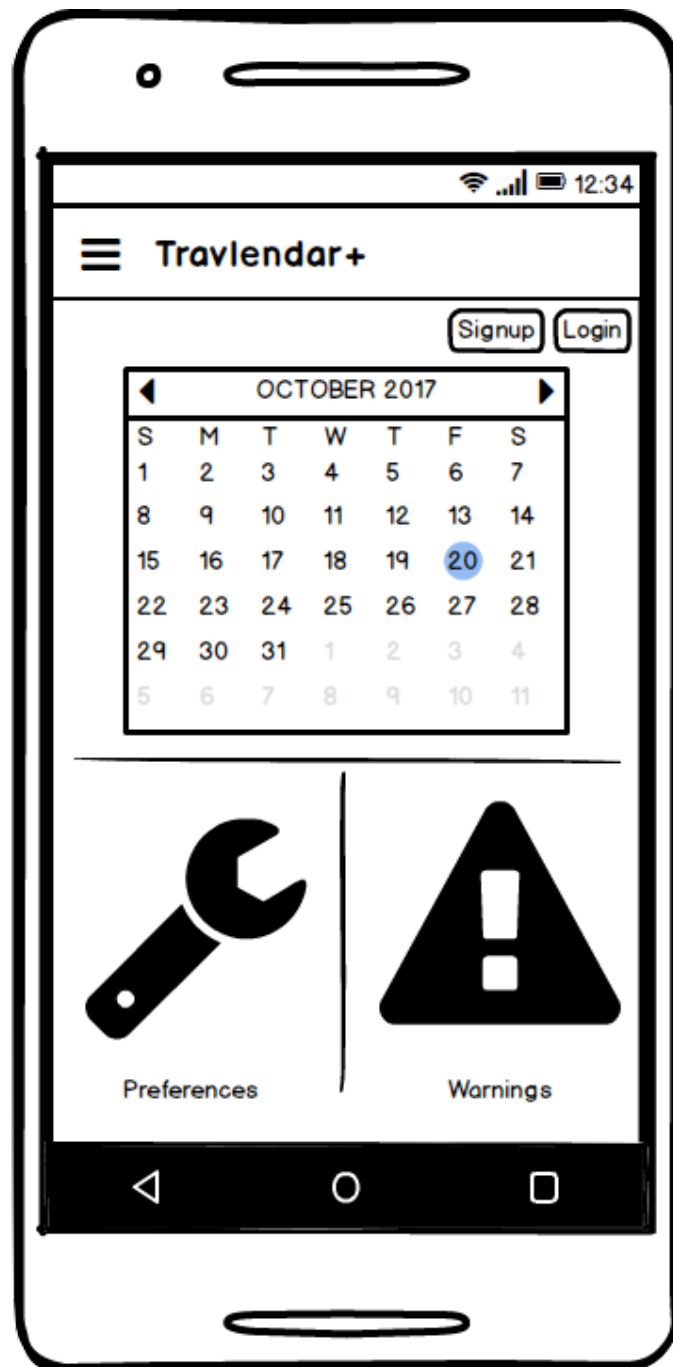 12:34
Travlendar+
Signup Login
OCTOBER 2017
S M T W T F S
1 2 3 4 5 6 7
8 9 10 11 12 13 14
15 16 17 18 19 20 21
22 23 24 25 26 27 28
29 30 31 1 2 3 4
5 6 7 8 9 10 11
Preferences Warnings